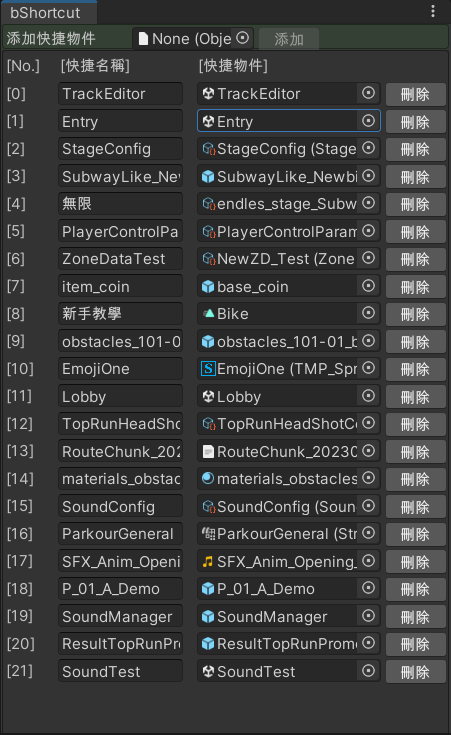 bShortcut
添加快捷物件 None (Obje 添加
[No.] [快捷名稱] [快捷物件]
[0] TrackEditor TrackEditor 刪除
[1] Entry Entry 刪除
[2] StageConfig StageConfig (Stage 刪除
[3] SubwayLike_Nev SubwayLike_Newbi 刪除
[4] 無限 endles_stage_Subw 刪除
[5] PlayerControlPa PlayerControlParam 刪除
[6] ZoneDataTest NewZD_Test (Zone 刪除
[7] item_coin base_coin 刪除
[8] 新手教學 Bike 刪除
[9] obstacles_101-0 obstacles_101-01_b 刪除
[10] EmojiOne EmojiOne (TMP_Spr 刪除
[11] Lobby Lobby 刪除
[12] TopRunHeadSho TopRunHeadShotCo 刪除
[13] RouteChunk_202 RouteChunk_20230 刪除
[14] materials_obstac materials_obstacles 刪除
[15] SoundConfig SoundConfig (Soun 刪除
[16] ParkourGeneral ParkourGeneral (Str 刪除
[17] SFX_Anim_Openi SFX_Anim_Opening_ 刪除
[18] P_01_A_Demo P_01_A_Demo 刪除
[19] SoundManager SoundManager 刪除
[20] ResultTopRunPr ResultTopRunProm 刪除
[21] SoundTest SoundTest 刪除